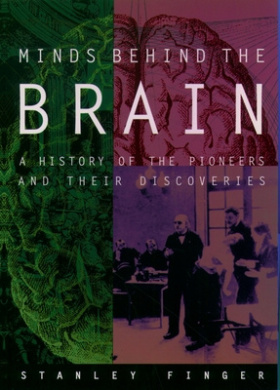 MINDS BEHIND THE
BRAIN
A HISTORY OF THE PIONEERS
AND THEIR DISCOVERIES
STANLEY FINGER